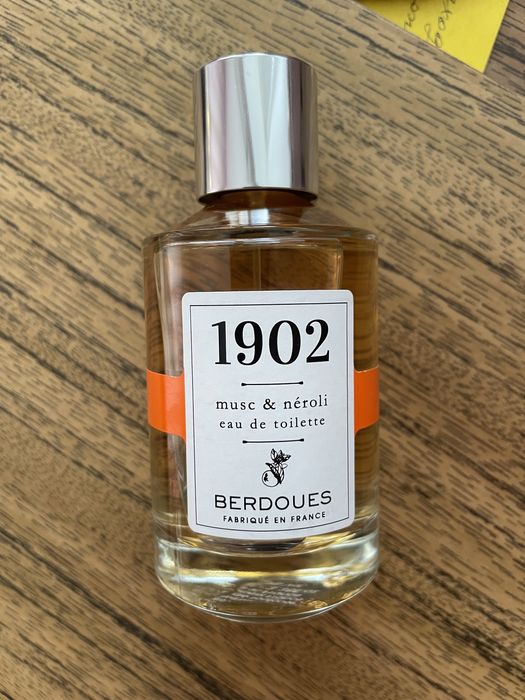 1902
musc & néroli
eau de toilette
BERDOUES
FABRIQUÉ EN FRANCE